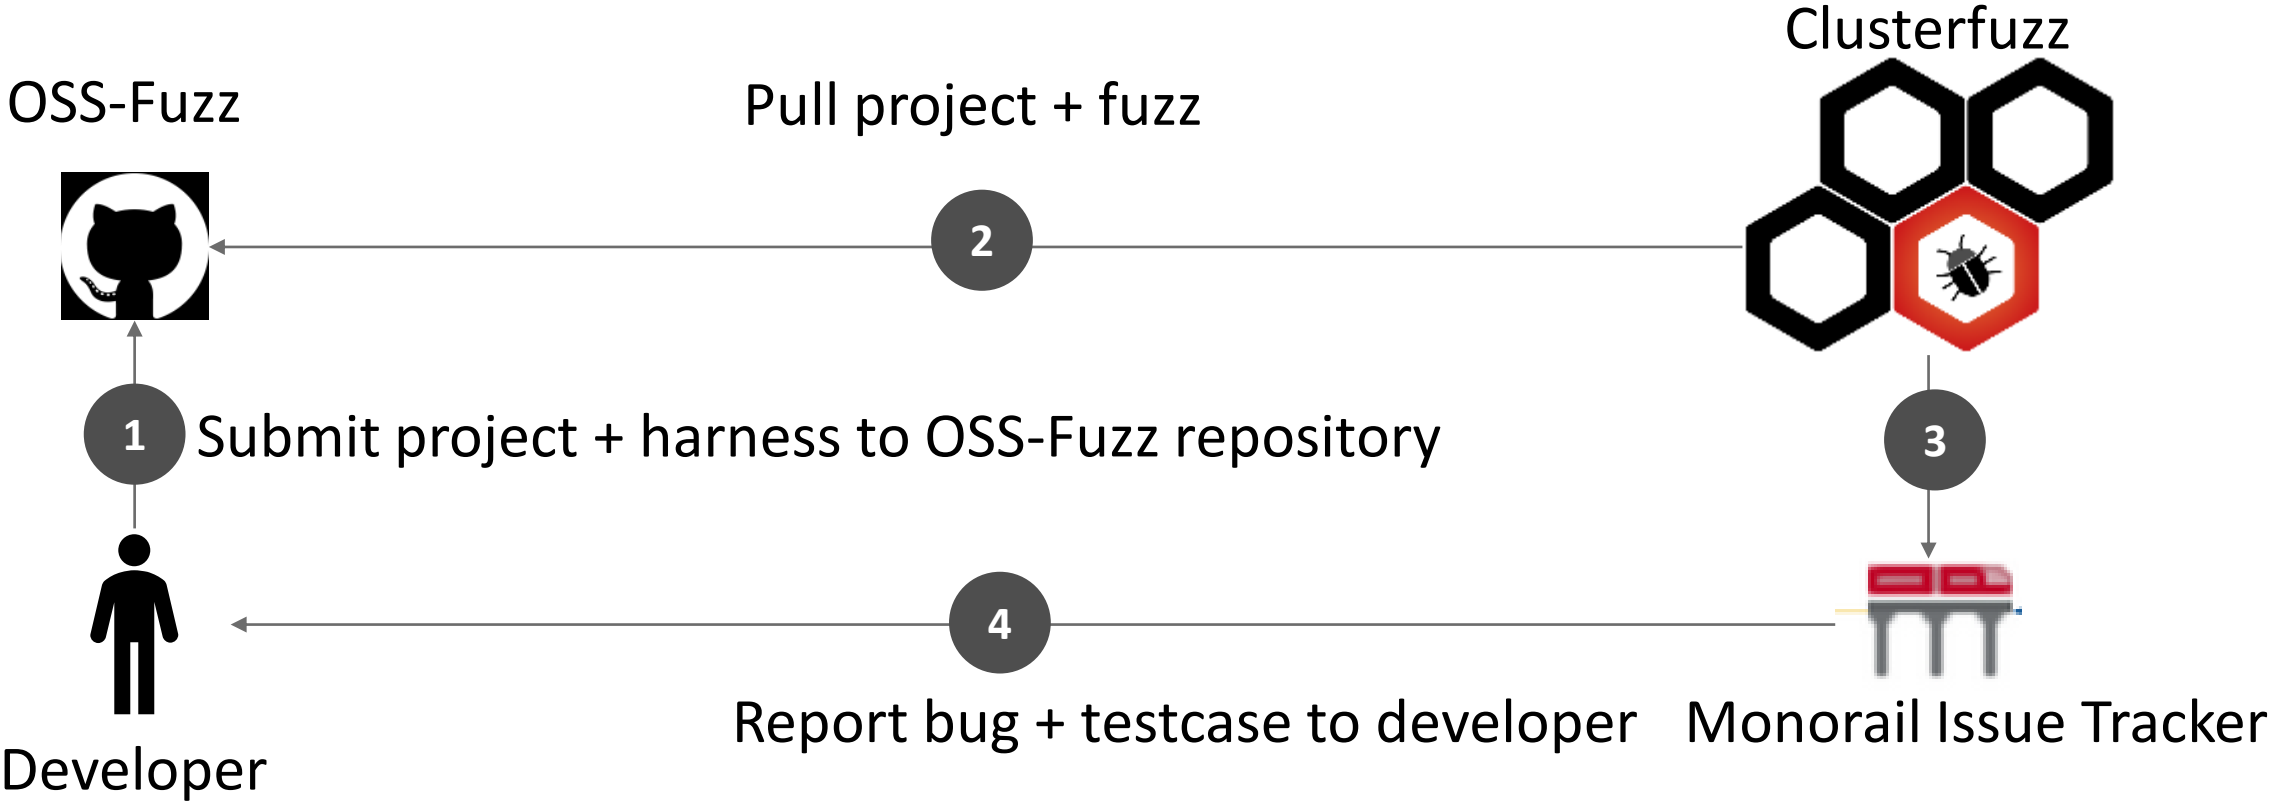 Clusterfuzz
OSS-Fuzz
Pull project + fuzz
2
1
Submit project + harness to OSS-Fuzz repository
3
4
Report bug + testcase to developer
Monorail Issue Tracker
Developer